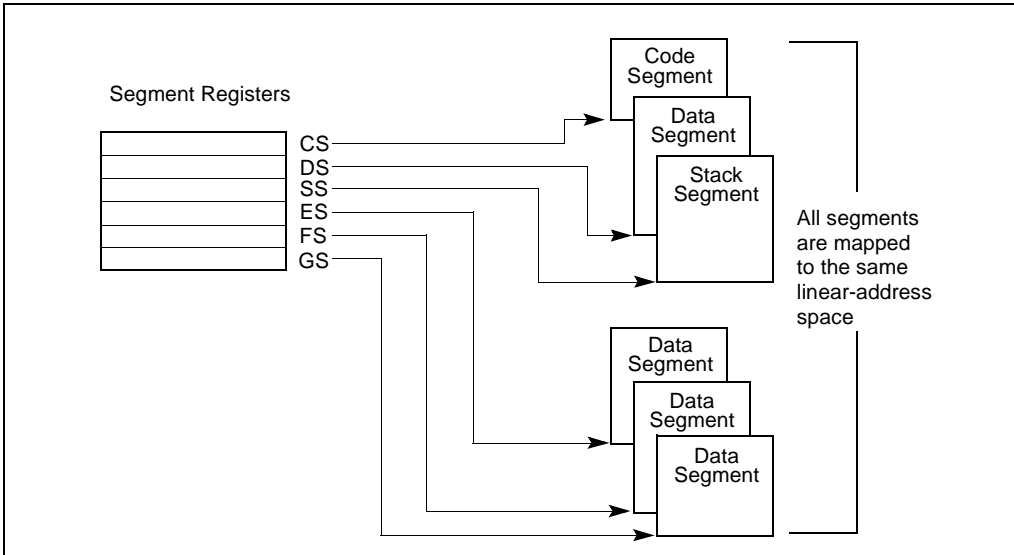 Segment Registers
CS
DS
SS
ES
FS
GS
Code
Segment
Data
Segment
Stack
Segment
Data
Segment
Data
Segment
Data
Segment
All segments
are mapped
to the same
linear-address
space